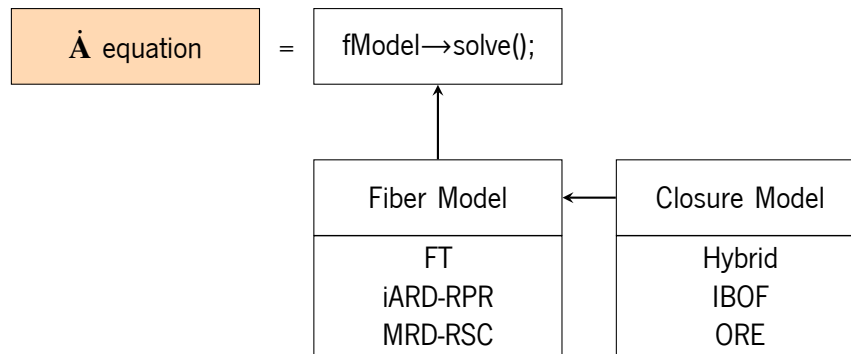 Ȧ equation = fModel→solve();
Fiber Model
Closure Model
FT
iARD-RPR
MRD-RSC
Hybrid
IBOF
ORE